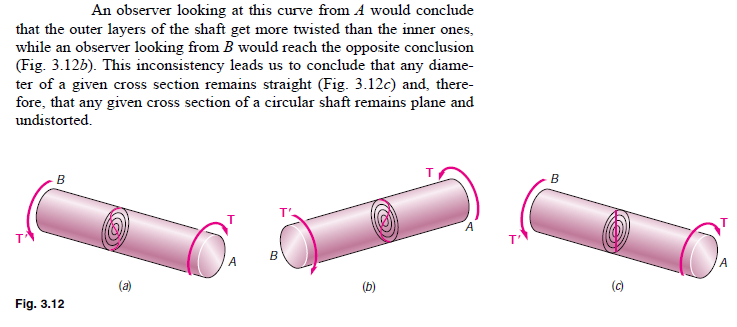 An observer looking at this curve from A would conclude
that the outer layers of the shaft get more twisted than the inner ones,
while an observer looking from B would reach the opposite conclusion
(Fig. 3.12b). This inconsistency leads us to conclude that any diame-
ter of a given cross section remains straight (Fig. 3.12c) and, there-
fore, that any given cross section of a circular shaft remains plane and
undistorted.
B
T'
T
A
(a)
T'
B
T
A
(b)
B
T'
T
A
(c)
Fig. 3.12